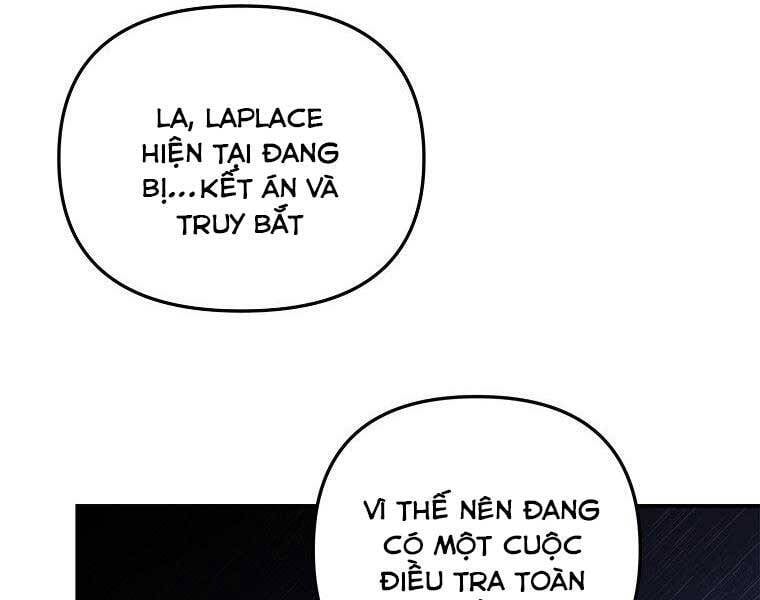 LA, LAPLACE
HIỆN TẠI ĐANG
BỊ...KẾT ÁN VÀ
TRUY BẮT
VÌ THẾ NÊN ĐANG
CÓ MỘT CUỘC
ĐIỀU TRA TOÀN